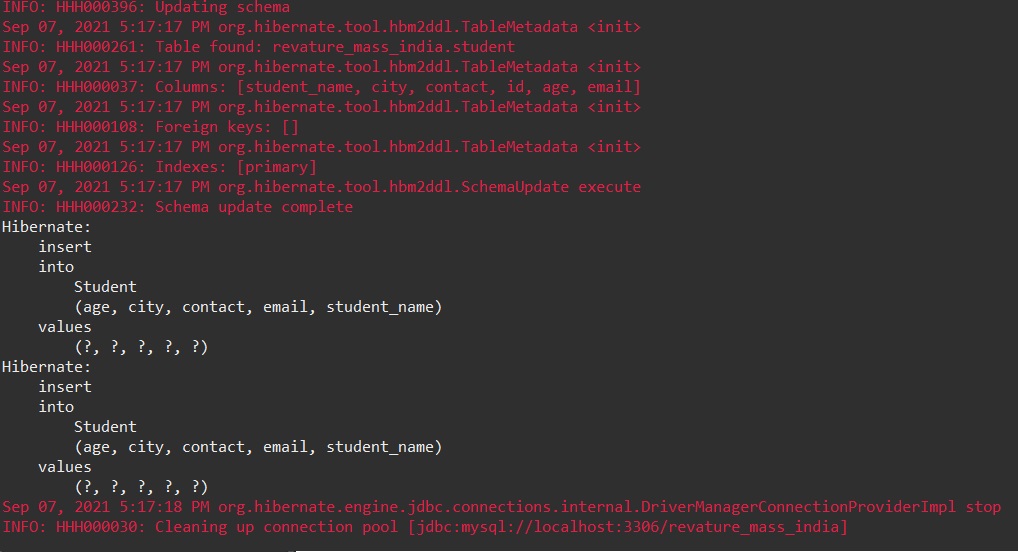 INFO: HHH000396: Updating schema
Sep 07, 2021 5:17:17 PM org.hibernate.tool.hbm2ddl.TableMetadata <init>
INFO: HHH000261: Table found: revature_mass_india.student
Sep 07, 2021 5:17:17 PM org.hibernate.tool.hbm2ddl.TableMetadata <init>
INFO: HHH000037: Columns: [student_name, city, contact, id, age, email]
Sep 07, 2021 5:17:17 PM org.hibernate.tool.hbm2ddl.TableMetadata <init>
INFO: HHH000108: Foreign keys: []
Sep 07, 2021 5:17:17 PM org.hibernate.tool.hbm2ddl.TableMetadata <init>
INFO: HHH000126: Indexes: [primary]
Sep 07, 2021 5:17:17 PM org.hibernate.tool.hbm2ddl.SchemaUpdate execute
INFO: HHH000232: Schema update complete
Hibernate:
    insert
    into
        Student
        (age, city, contact, email, student_name)
    values
        (?, ?, ?, ?, ?)
Hibernate:
    insert
    into
        Student
        (age, city, contact, email, student_name)
    values
        (?, ?, ?, ?, ?)
Sep 07, 2021 5:17:18 PM org.hibernate.engine.jdbc.connections.internal.DriverManagerConnectionProviderImpl stop
INFO: HHH000030: Cleaning up connection pool [jdbc:mysql://localhost:3306/revature_mass_india]